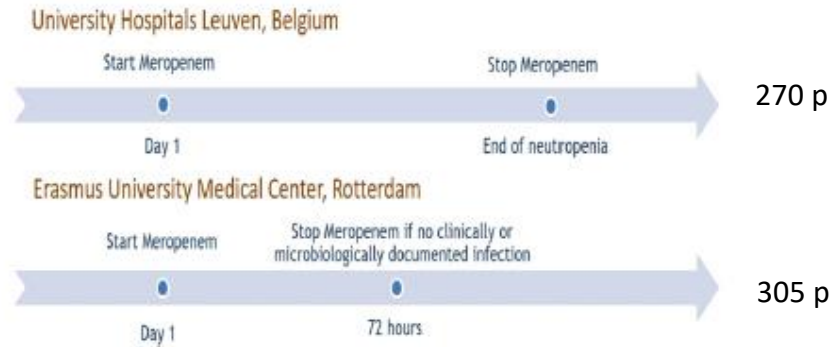 University Hospitals Leuven, Belgium
Start Meropenem
Stop Meropenem
270 p
Day 1
End of neutropenia
Erasmus University Medical Center, Rotterdam
Start Meropenem
Stop Meropenem if no clinically or
microbiologically documented infection
305 p
Day 1
72 hours